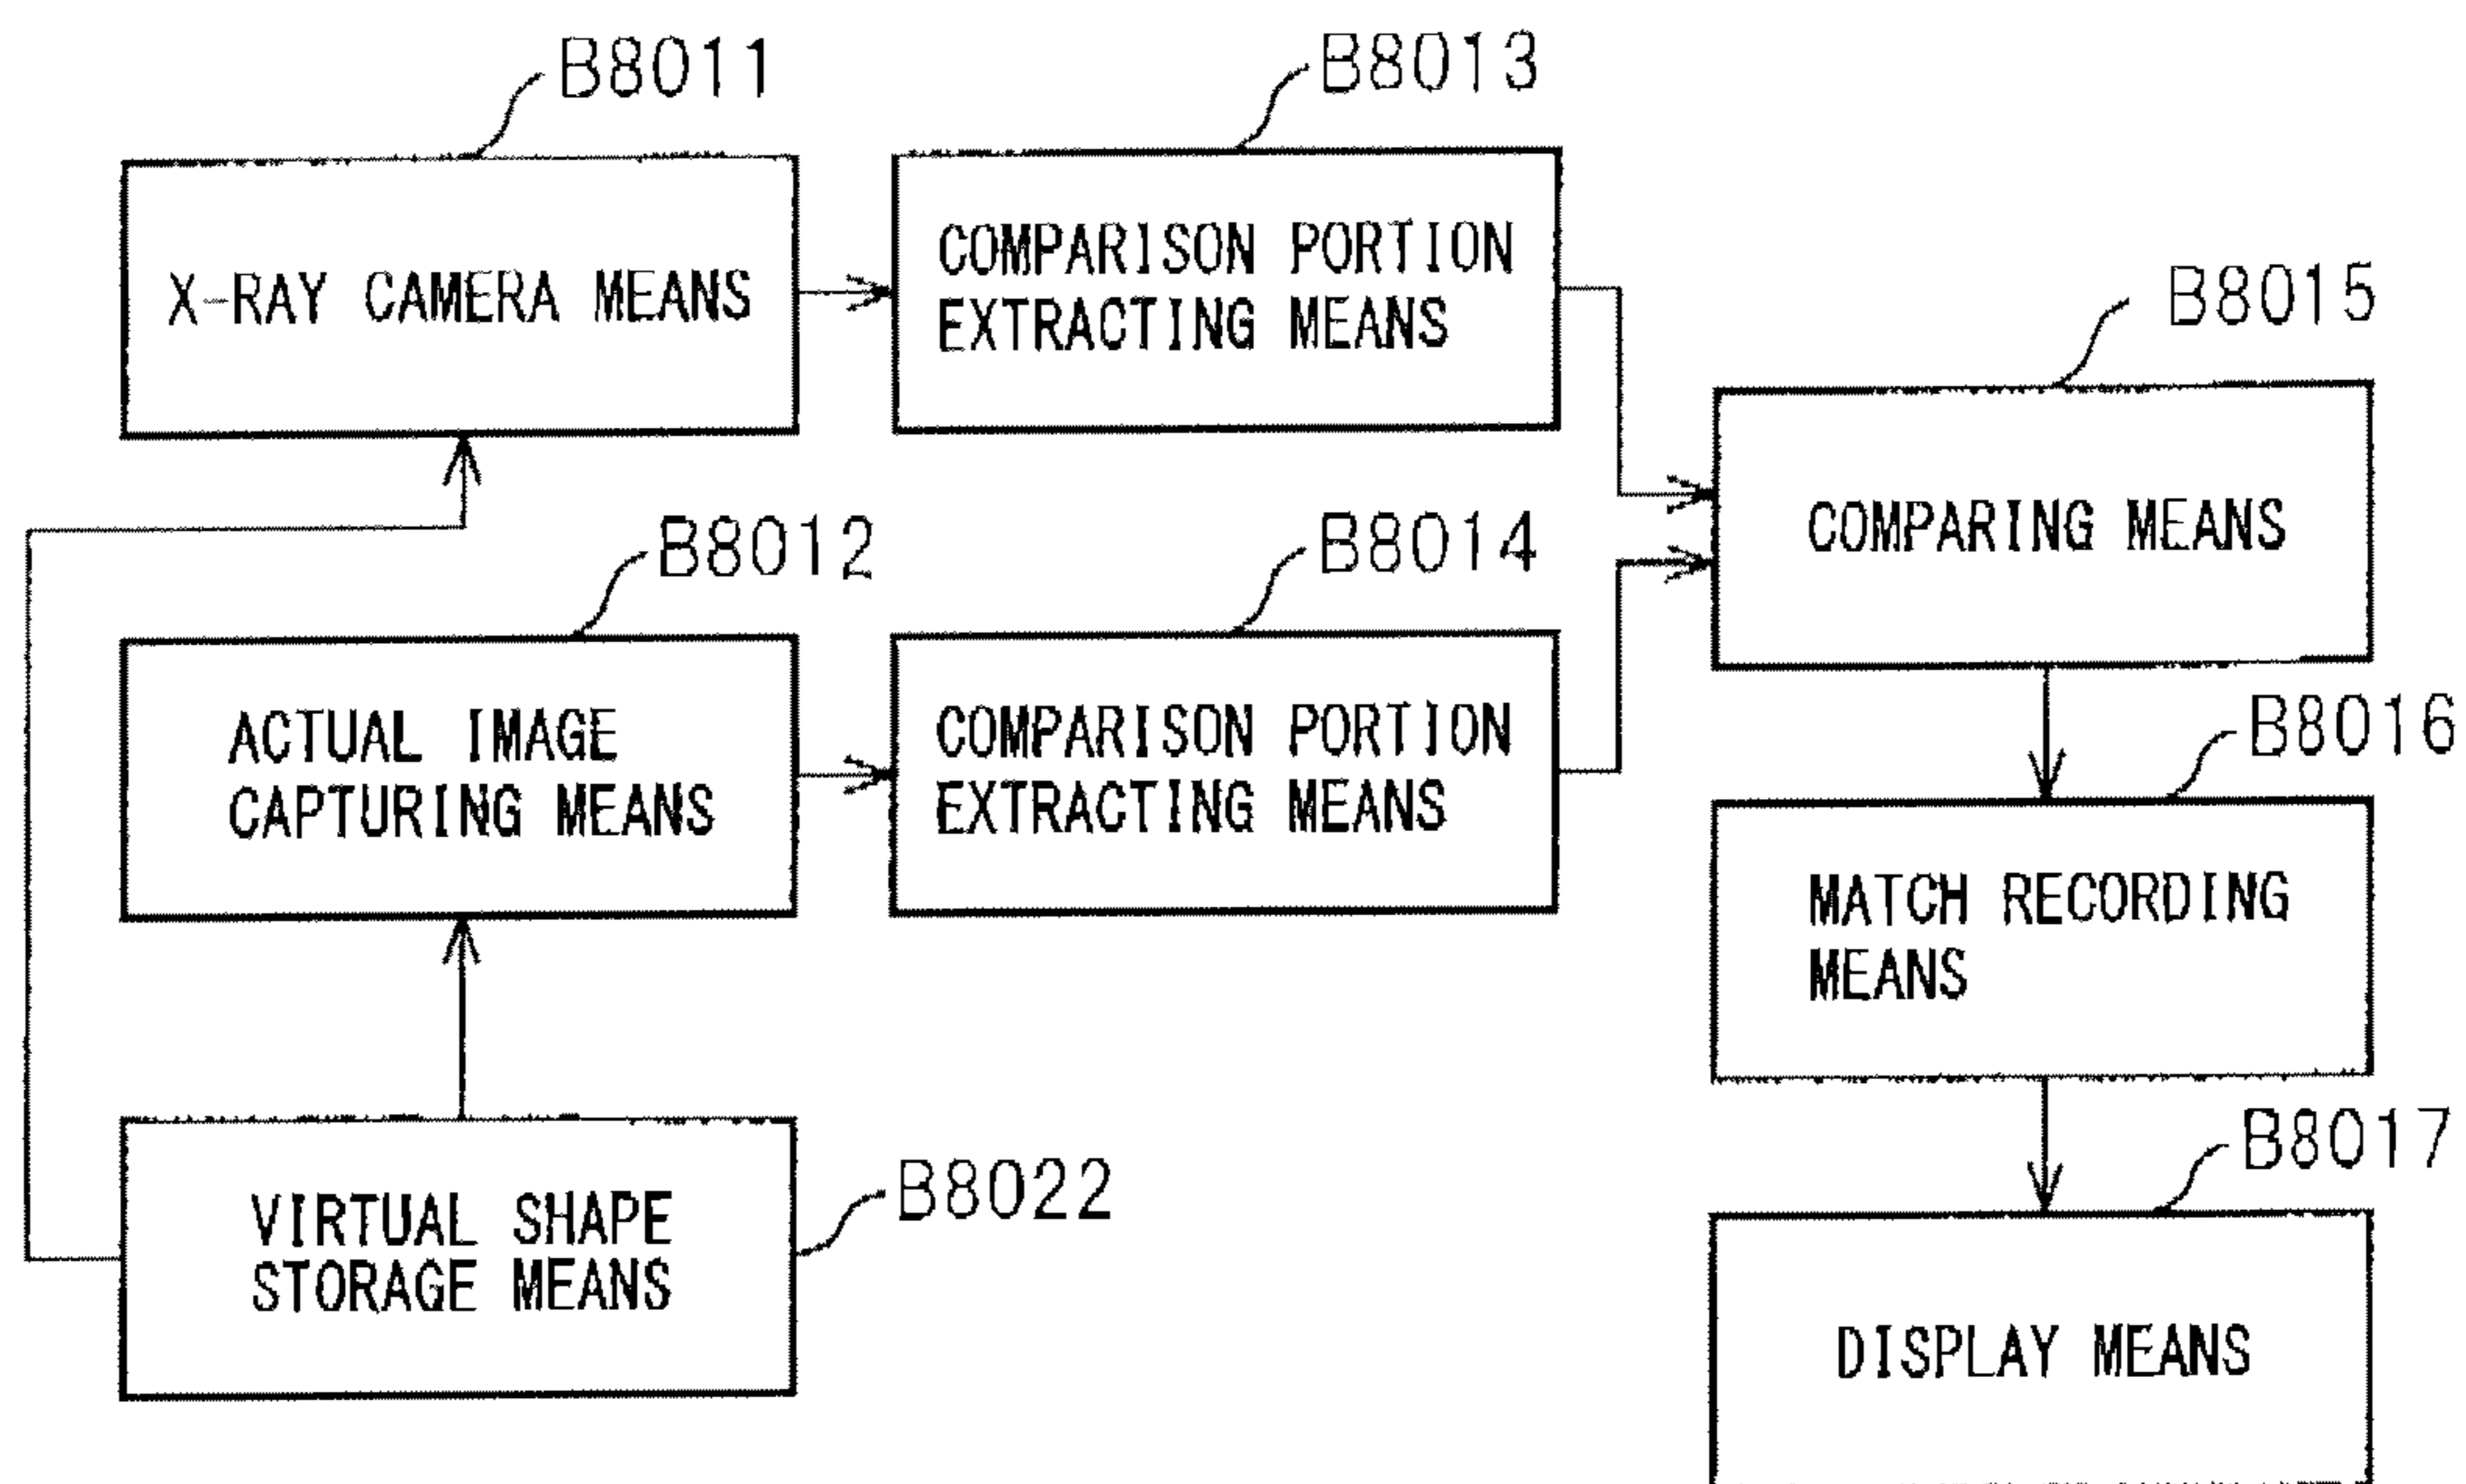 B8011
X-RAY CAMERA MEANS
B8013
COMPARISON PORTION
EXTRACTING MEANS
B8015
COMPARING MEANS
B8012
ACTUAL IMAGE
CAPTURING MEANS
B8014
COMPARISON PORTION
EXTRACTING MEANS
B8016
MATCH RECORDING
MEANS
B8022
VIRTUAL SHAPE
STORAGE MEANS
B8017
DISPLAY MEANS